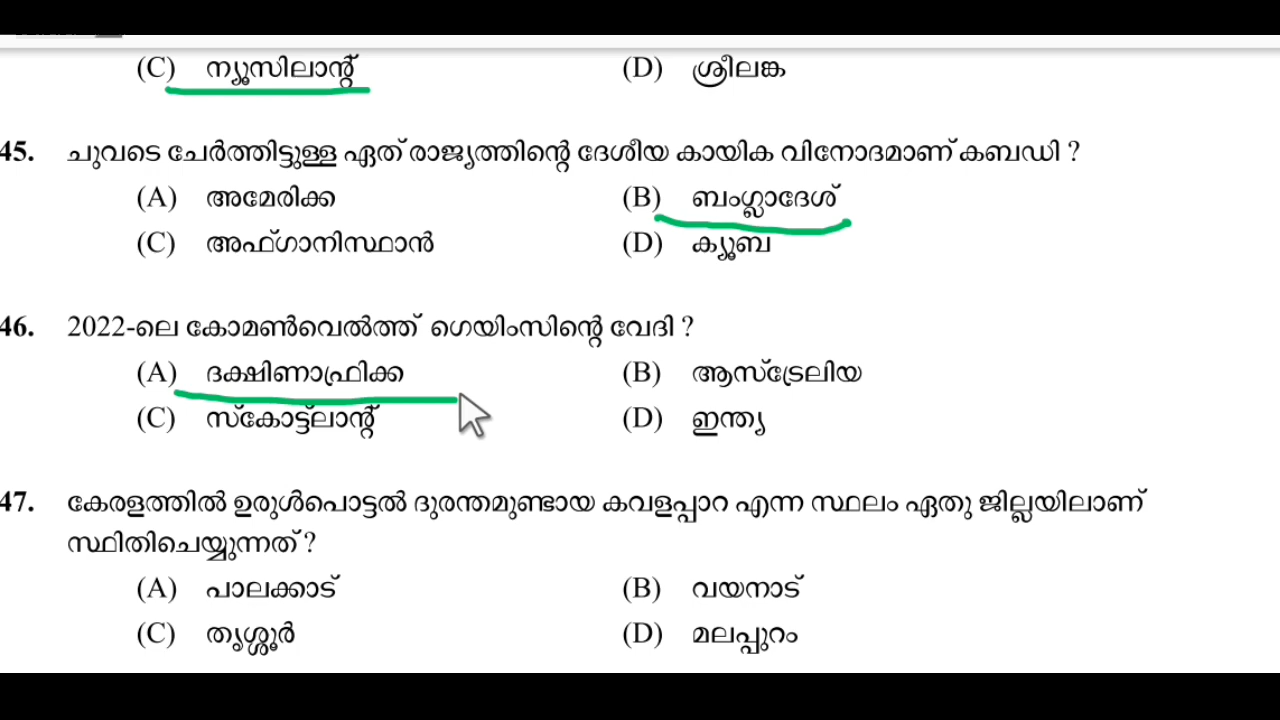 (C) ന്യൂസിലാന്റ് (D) ശ്രീലങ്ക
45. ചുവടെ ചേർത്തിട്ടുള്ള ഏത് രാജ്യത്തിന്റെ ദേശീയ കായിക വിനോദമാണ് കബഡി ?
(A) അമേരിക്ക (B) ബംഗ്ലാദേശ്
(C) അഫ്ഗാനിസ്ഥാൻ (D) ക്യൂബ
46. 2022-ലെ കോമൺവെൽത്ത് ഗെയിംസിന്റെ വേദി ?
(A) ദക്ഷിണാഫ്രിക്ക (B) ആസ്ട്രേലിയ
(C) സ്കോട്ട്ലാന്റ് (D) ഇന്ത്യ
47. കേരളത്തിൽ ഉരുൾപൊട്ടൽ ദുരന്തമുണ്ടായ കവളപ്പാറ എന്ന സ്ഥലം ഏതു ജില്ലയിലാണ്
സ്ഥിതിചെയ്യുന്നത് ?
(A) പാലക്കാട് (B) വയനാട്
(C) തൃശ്ശൂർ (D) മലപ്പുറം